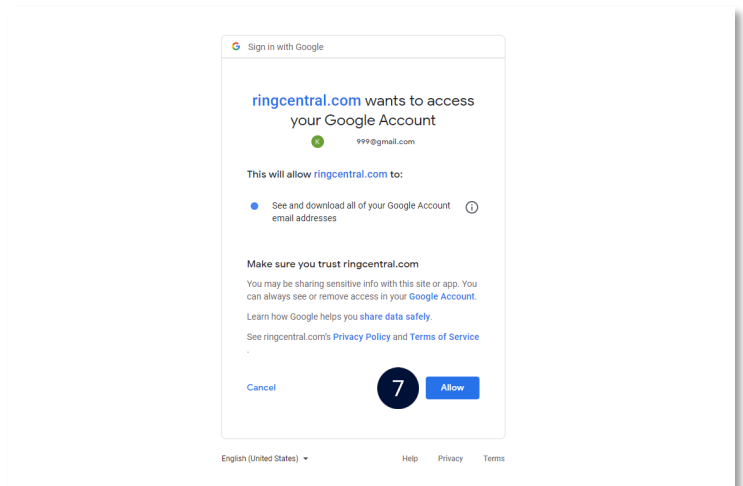 Sign in with Google
ringcentral.com wants to access
your Google Account
K 999@gmail.com
This will allow ringcentral.com to:
See and download all of your Google Account
email addresses
Make sure you trust ringcentral.com
You may be sharing sensitive info with this site or app. You
can always see or remove access in your Google Account.
Learn how Google helps you share data safely.
See ringcentral.com's Privacy Policy and Terms of Service
.
Cancel 7 Allow
English (United States) Help Privacy Terms